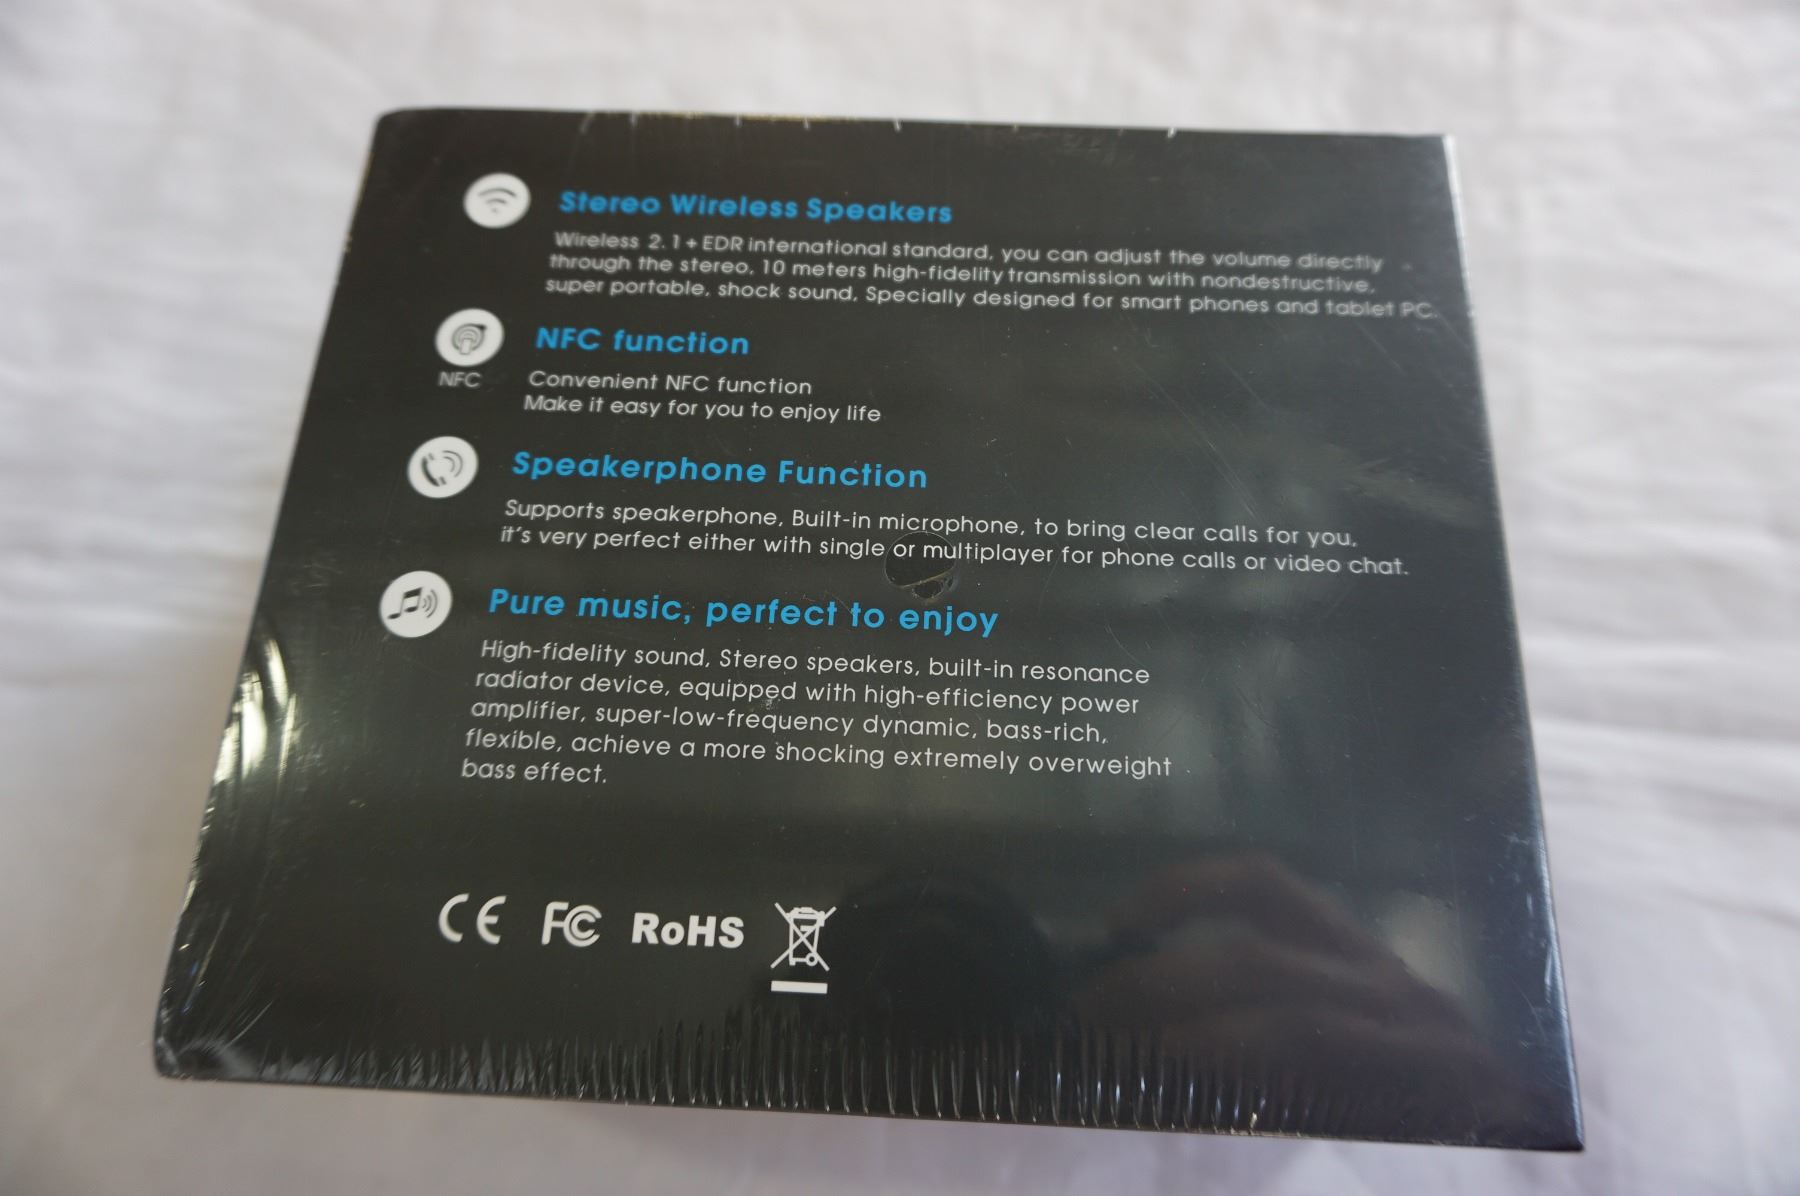 Stereo Wireless Speakers
Wireless 2.1+EDR international standard, you can adjust the volume directly
through the stereo, 10 meters high-fidelity transmission with nondestructive,
super portable, shock sound, Specially designed for smart phones and tablet PC.
NFC function
NFC
Convenient NFC function
Make it easy for you to enjoy life
Speakerphone Function
Supports speakerphone, Built-in microphone, to bring clear calls for you,
it's very perfect either with single or multiplayer for phone calls or video chat.
Pure music, perfect to enjoy
High-fidelity sound, Stereo speakers, built-in resonance
radiator device, equipped with high-efficiency power
amplifier, super-low-frequency dynamic, bass-rich,
flexible, achieve a more shocking extremely overweight
bass effect.
CE FC RoHS